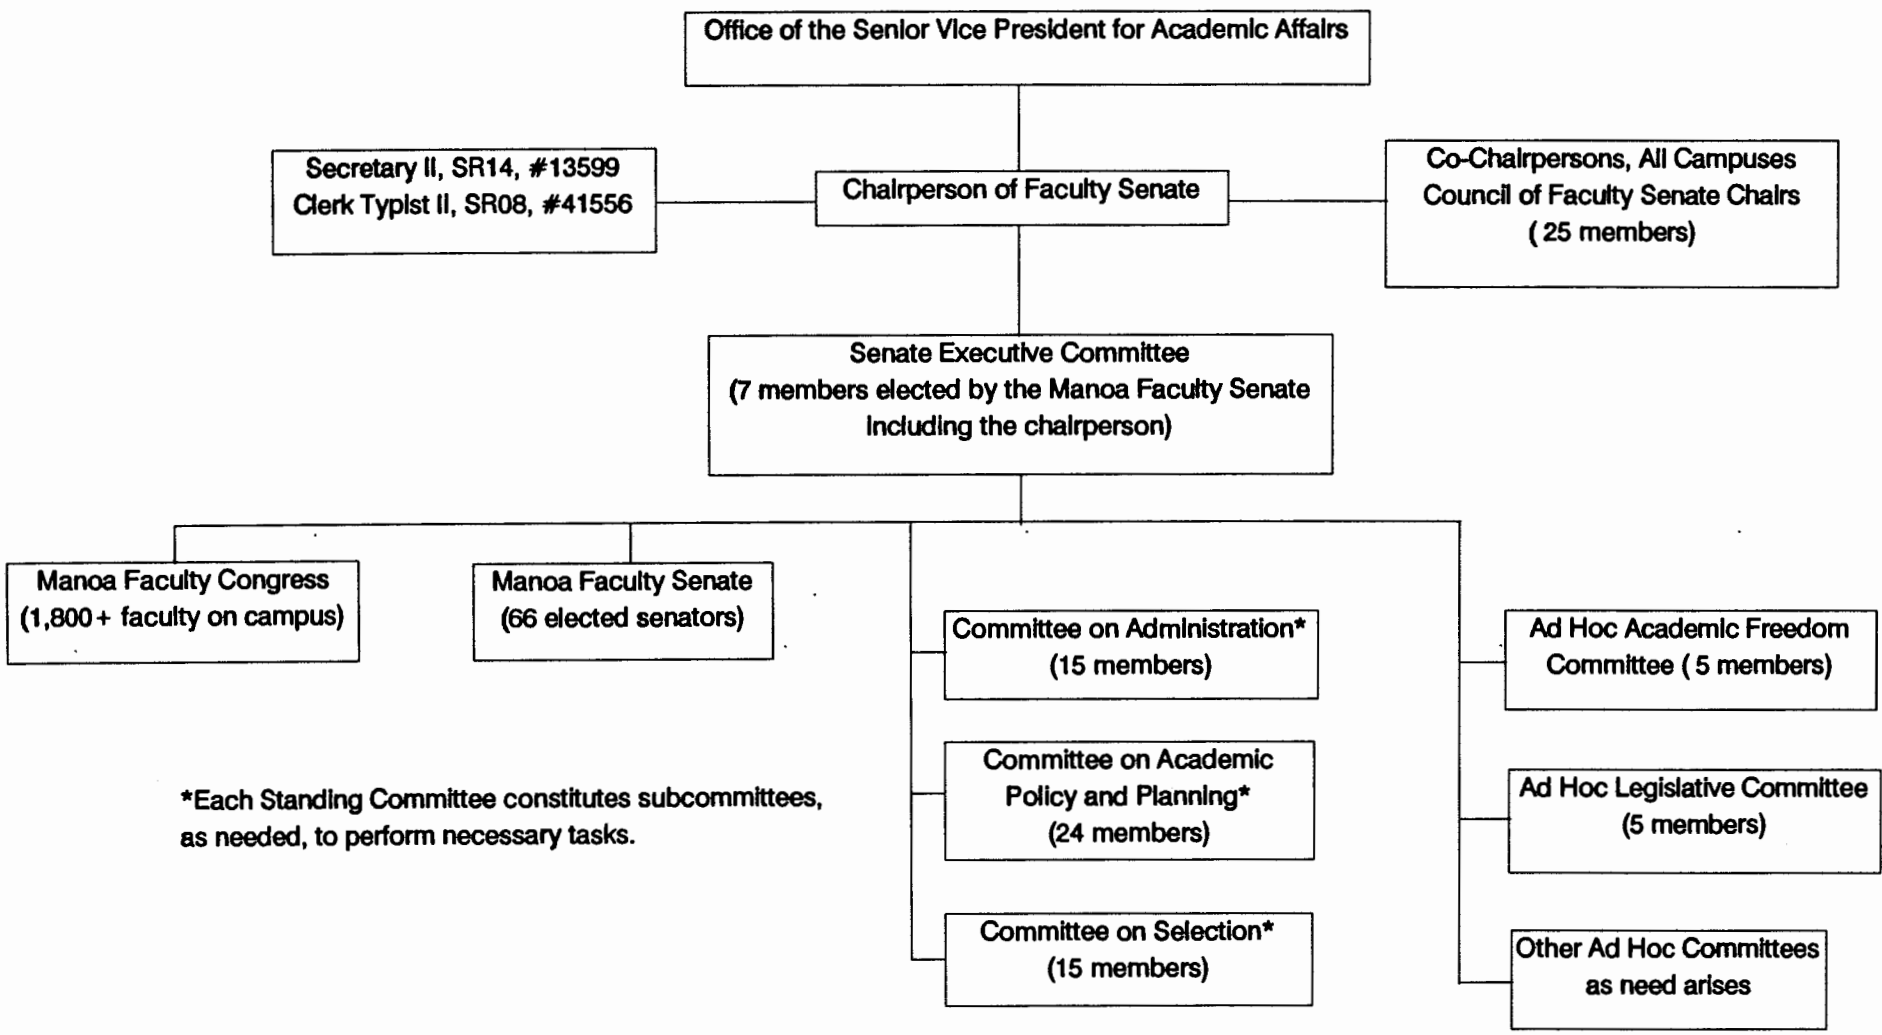 Office of the Senior Vice President for Academic Affairs
Secretary II, SR14, #13599
Clerk Typist II, SR08, #41556
Chairperson of Faculty Senate
Co-Chairpersons, All Campuses
Council of Faculty Senate Chairs
( 25 members)
Senate Executive Committee
(7 members elected by the Manoa Faculty Senate
including the chairperson)
Manoa Faculty Congress
(1,800+ faculty on campus)
Manoa Faculty Senate
(66 elected senators)
Committee on Administration*
(15 members)
Committee on Academic
Policy and Planning*
(24 members)
Committee on Selection*
(15 members)
Ad Hoc Academic Freedom
Committee ( 5 members)
Ad Hoc Legislative Committee
(5 members)
Other Ad Hoc Committees
as need arises
*Each Standing Committee constitutes subcommittees,
as needed, to perform necessary tasks.